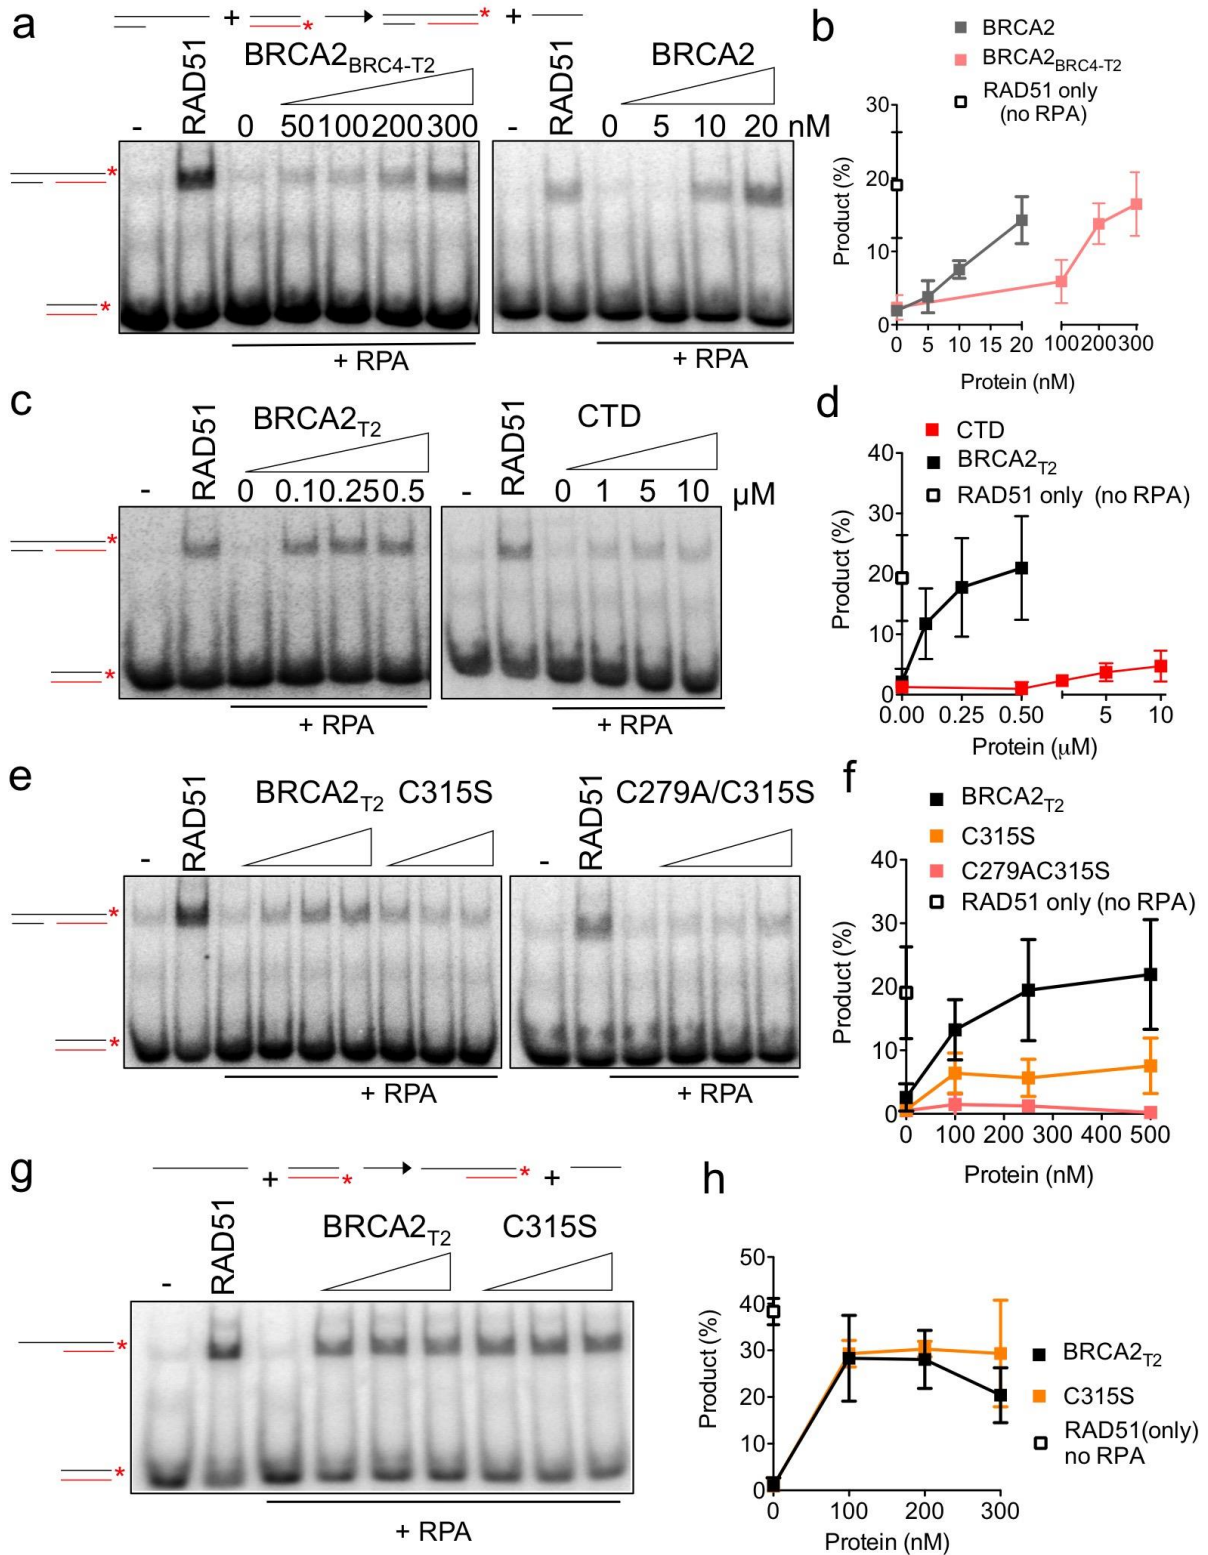 a
+ * → * +
RAD51 BRCA2BRC4-T2 BRCA2
- 0 50 100 200 300 - RAD51 0 5 10 20 nM
*
*
+ RPA + RPA
b
BRCA2
BRCA2BRC4-T2
RAD51 only
(no RPA)
30
20
10
0
Product (%)
0 5 10 15 20 100 200 300
Protein (nM)
c
RAD51 BRCA2T2 RAD51 CTD
- 0 0.1 0.25 0.5 - 0 1 5 10 µM
*
*
+ RPA + RPA
d
CTD
BRCA2T2
RAD51 only (no RPA)
40
30
20
10
0
Product (%)
0.00 0.25 0.50 5 10
Protein (µM)
e
- RAD51 BRCA2T2 C315S - RAD51 C279A/C315S
*
*
+ RPA + RPA
f
BRCA2T2
C315S
C279AC315S
RAD51 only (no RPA)
40
30
20
10
0
Product (%)
0 100 200 300 400 500
Protein (nM)
g
+ * → * +
- RAD51 BRCA2T2 C315S
*
*
+ RPA
h
50
40
30
20
10
0
Product (%)
0 100 200 300
Protein (nM)
BRCA2T2
C315S
RAD51(only)
no RPA